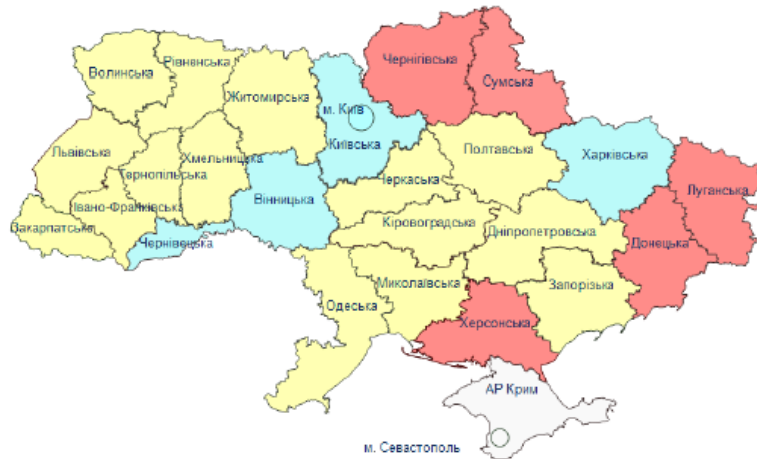 Чернігівська
Сумська
Рівненська
Волинська
Житомирська
м. Київ
Київська
Полтавська
Харківська
Львівська
Хмельницька
Тернопільська
Черкаська
Луганська
Вінницька
Івано-Франківська
Кіровоградська
Закарпатська
Дніпропетровська
Чернівецька
Донецька
Миколаївська
Запорізька
Одеська
Херсонська
АР Крим
м. Севастополь